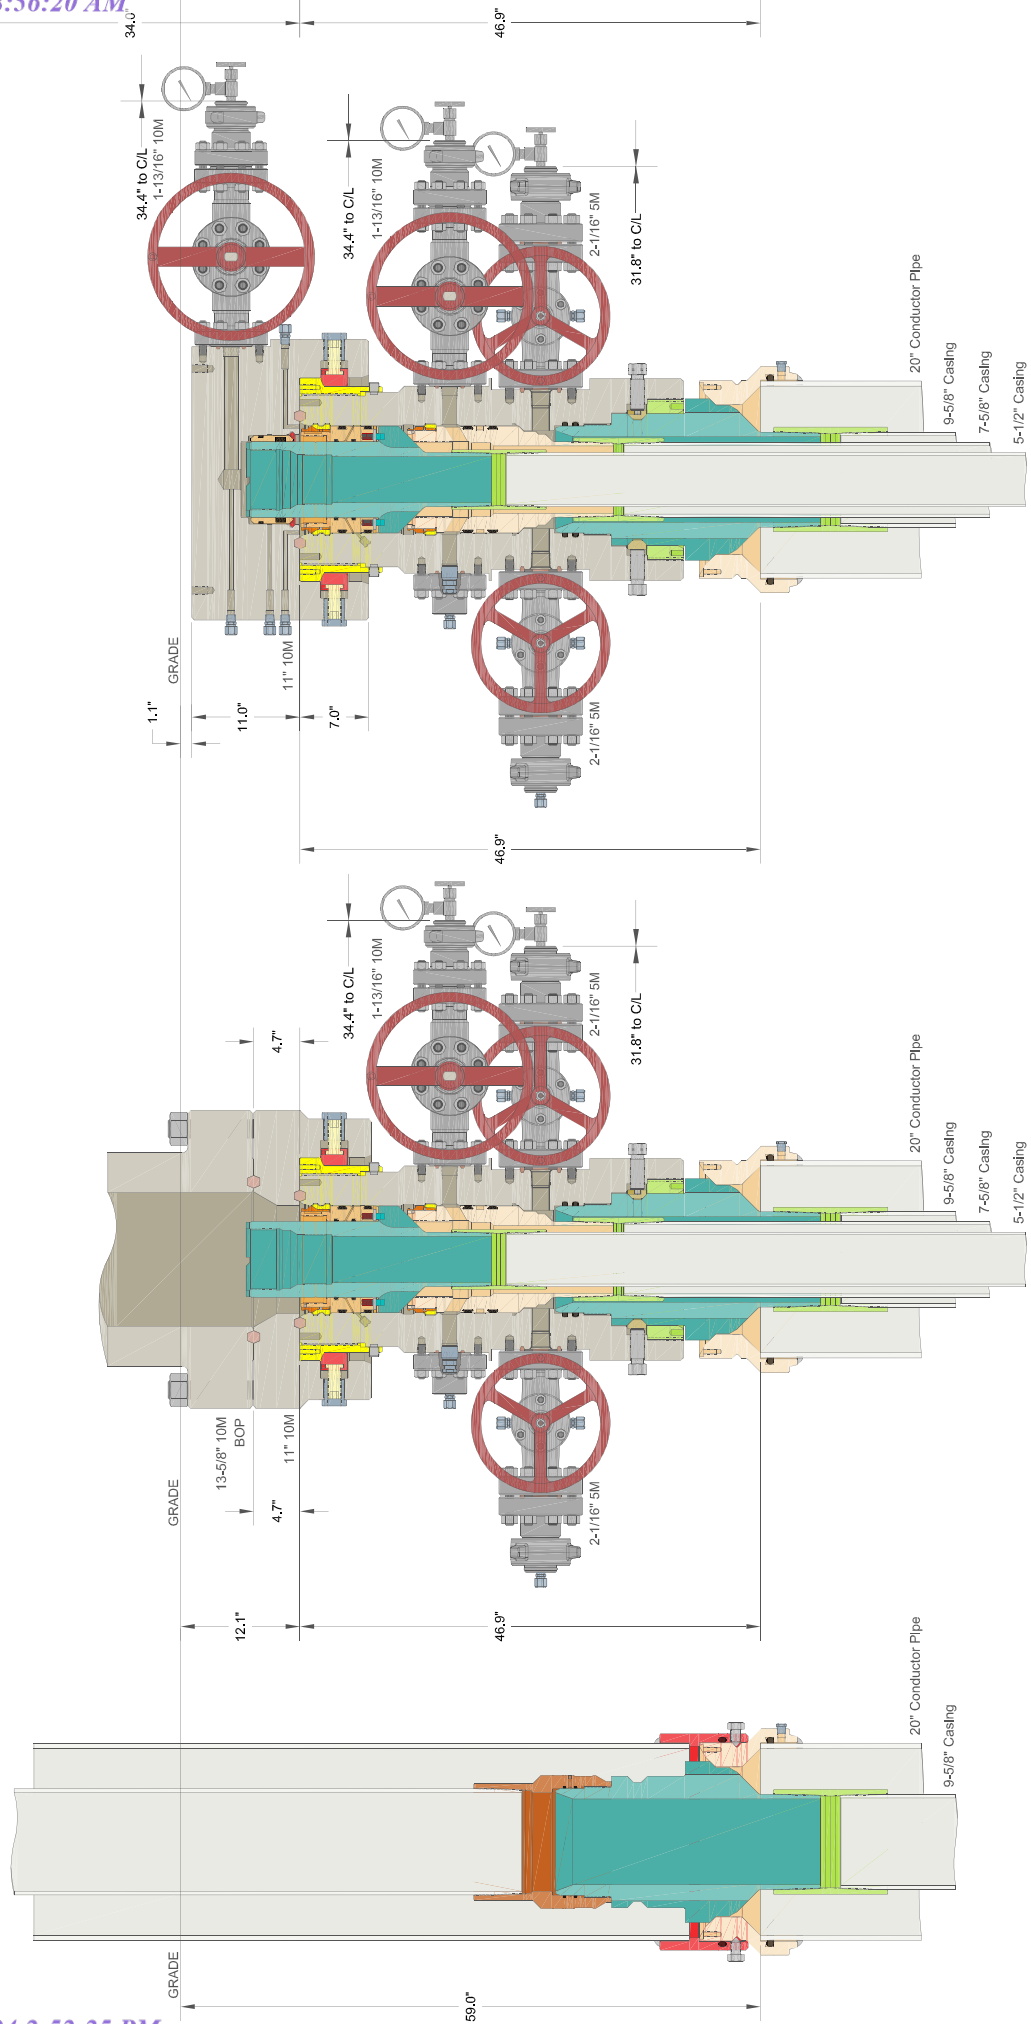 3:56:20 AM
34.0"
46.9"
34.4" to C/L
1-13/16" 10M
34.4" to C/L
1-13/16" 10M
2-1/16" 5M
31.8" to C/L
20" Conductor Pipe
9-5/8" Casing
7-5/8" Casing
5-1/2" Casing
GRADE
11" 10M
1.1"
11.0"
7.0"
2-1/16" 5M
46.9"
4.7"
34.4" to C/L
1-13/16" 10M
2-1/16" 5M
31.8" to C/L
20" Conductor Pipe
9-5/8" Casing
7-5/8" Casing
5-1/2" Casing
13-5/8" 10M
BOP
11" 10M
GRADE
4.7"
2-1/16" 5M
12.1"
46.9"
20" Conductor Pipe
9-5/8" Casing
GRADE
59.0"